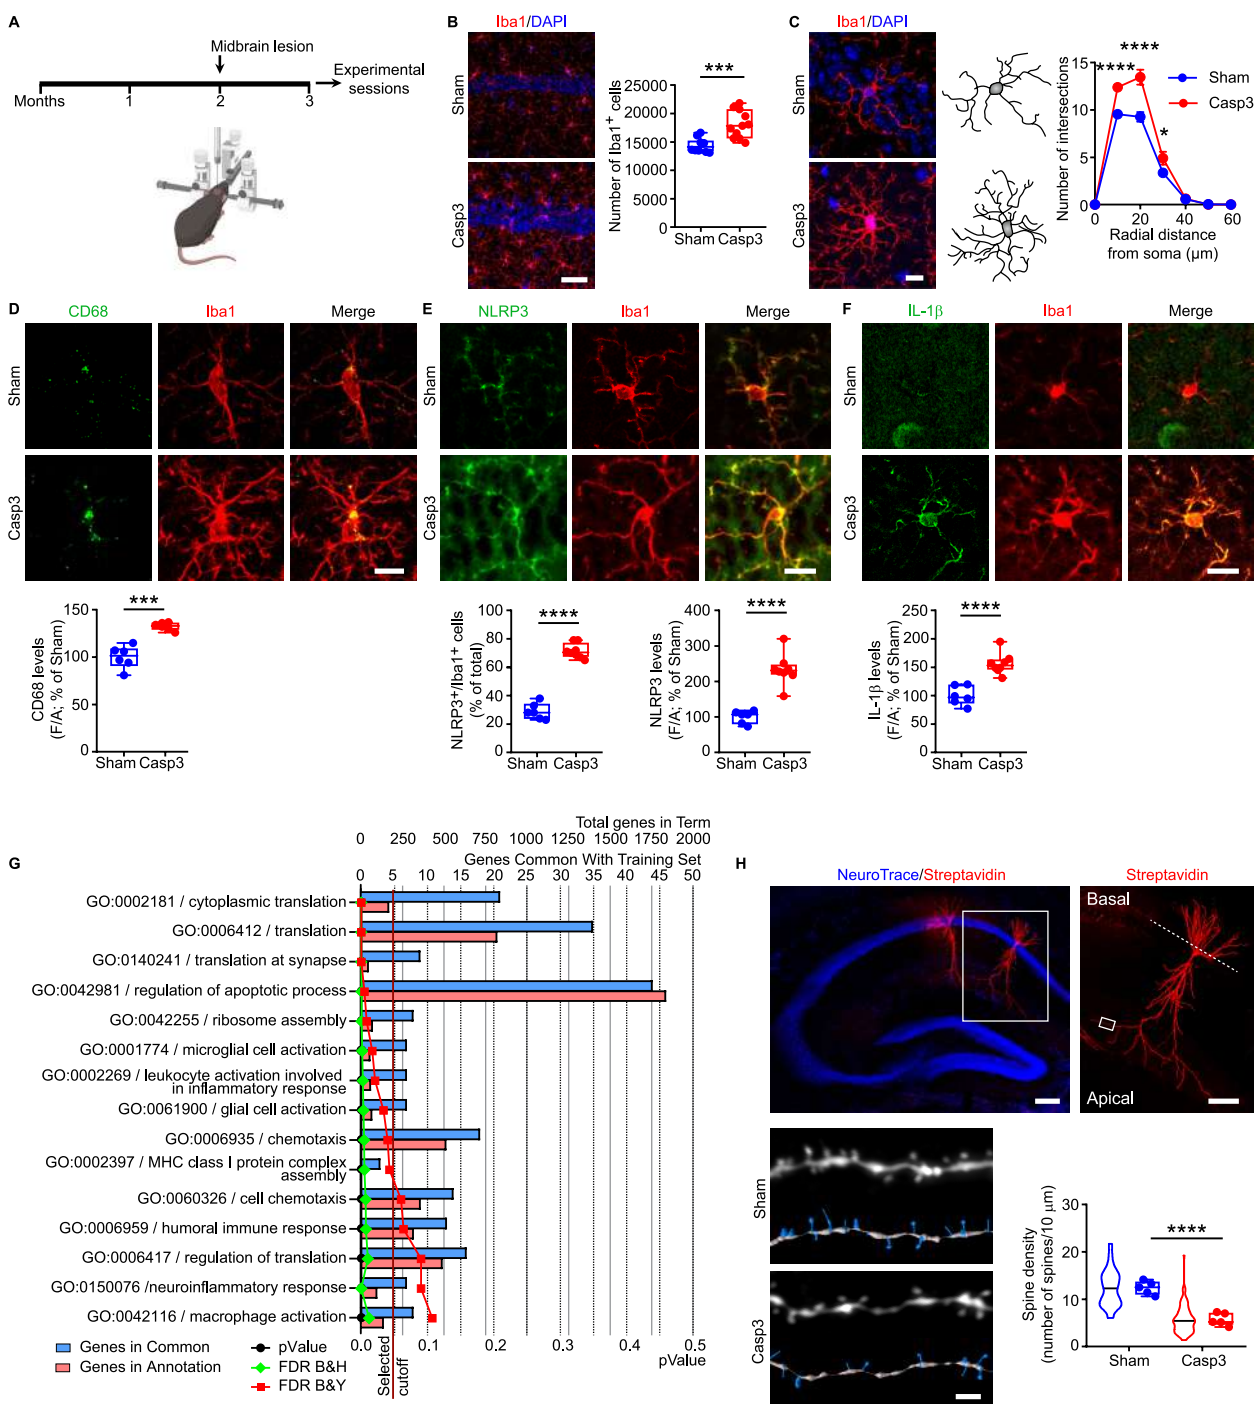 A
Midbrain lesion
Experimental
sessions
Months
1
2
3
B
Iba1/DAPI
Sham
Casp3
***
25000
20000
15000
10000
5000
0
Number of Iba1+ cells
Sham Casp3
C
Iba1/DAPI
Sham
Casp3
****
****
*
Sham
Casp3
15
10
5
0
Number of intersections
0 20 40 60
Radial distance
from soma (µm)
D
CD68 Iba1 Merge
Sham
Casp3
***
150
100
50
0
CD68 levels
(F/A; % of Sham)
Sham Casp3
E
NLRP3 Iba1 Merge
Sham
Casp3
****
100
80
60
40
20
0
NLRP3+/Iba1+ cells
(% of total)
Sham Casp3
****
400
300
200
100
0
NLRP3 levels
(F/A; % of Sham)
Sham Casp3
F
IL-1β Iba1 Merge
Sham
Casp3
****
250
200
150
100
50
0
IL-1β levels
(F/A; % of Sham)
Sham Casp3
G
Total genes in Term
0 250 500 750 1000 1250 1500 1750 2000
Genes Common With Training Set
0 5 10 15 20 25 30 35 40 45 50
GO:0002181 / cytoplasmic translation
GO:0006412 / translation
GO:0140241 / translation at synapse
GO:0042981 / regulation of apoptotic process
GO:0042255 / ribosome assembly
GO:0001774 / microglial cell activation
GO:0002269 / leukocyte activation involved
in inflammatory response
GO:0061900 / glial cell activation
GO:0006935 / chemotaxis
GO:0002397 / MHC class I protein complex
assembly
GO:0060326 / cell chemotaxis
GO:0006959 / humoral immune response
GO:0006417 / regulation of translation
GO:0150076 /neuroinflammatory response
GO:0042116 / macrophage activation
0.0 0.1 0.2 0.3 0.4 0.5
pValue
Selected
cutoff
Genes in Common
Genes in Annotation
pValue
FDR B&H
FDR B&Y
H
NeuroTrace/Streptavidin
Streptavidin
Basal
Apical
Sham
Casp3
****
30
20
10
0
Spine density
(number of spines/10 µm)
Sham Casp3